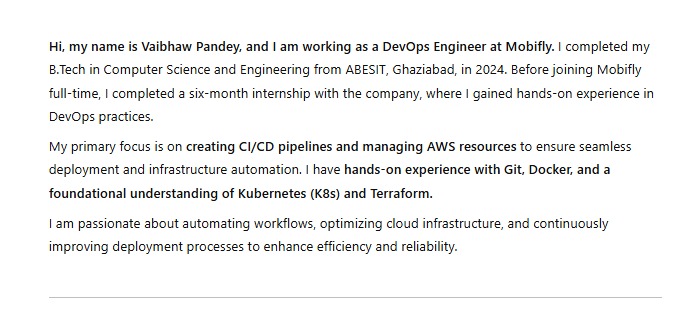 Hi, my name is Vaibhaw Pandey, and I am working as a DevOps Engineer at Mobifly. I completed my
B.Tech in Computer Science and Engineering from ABESIT, Ghaziabad, in 2024. Before joining Mobifly
full-time, I completed a six-month internship with the company, where I gained hands-on experience in
DevOps practices.
My primary focus is on creating CI/CD pipelines and managing AWS resources to ensure seamless
deployment and infrastructure automation. I have hands-on experience with Git, Docker, and a
foundational understanding of Kubernetes (K8s) and Terraform.
I am passionate about automating workflows, optimizing cloud infrastructure, and continuously
improving deployment processes to enhance efficiency and reliability.